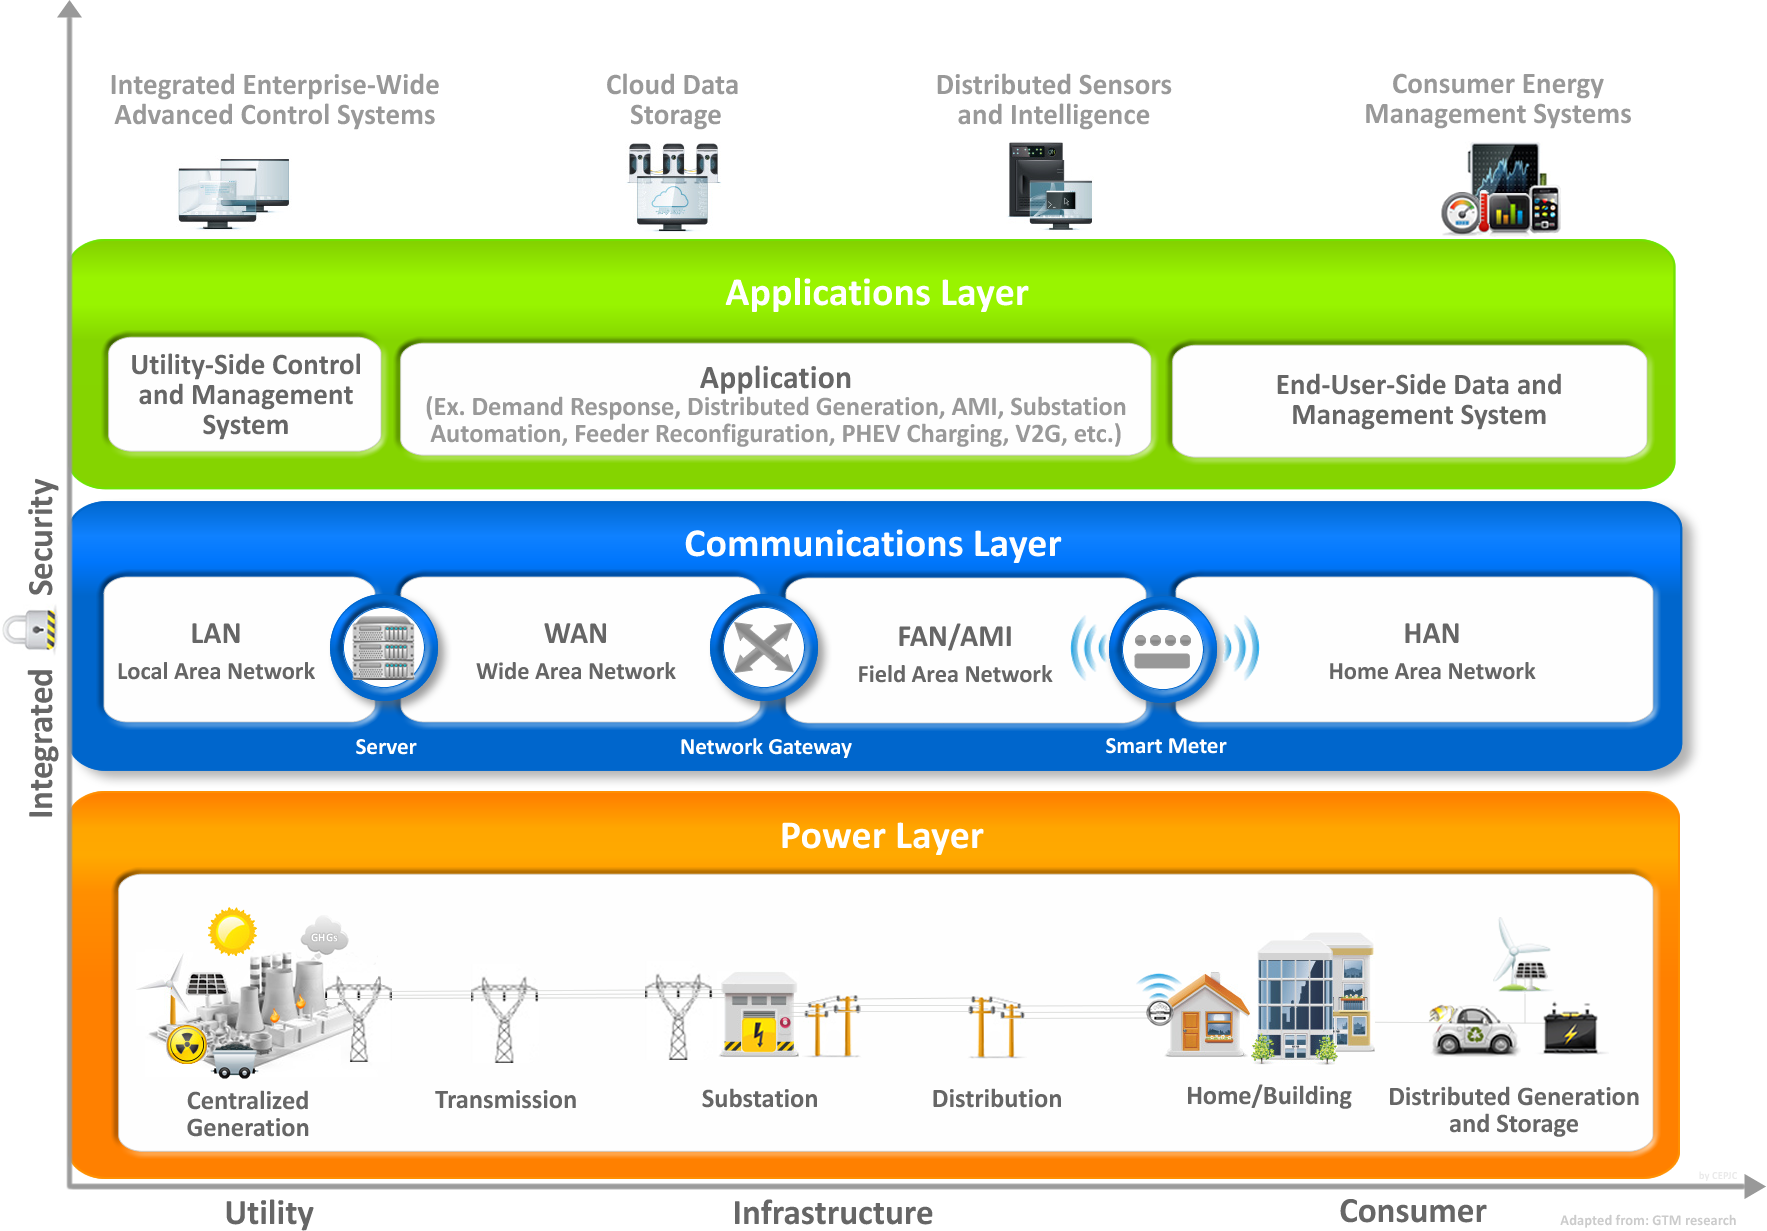 Integrated Enterprise-Wide
Advanced Control Systems
Cloud Data
Storage
Distributed Sensors
and Intelligence
Consumer Energy
Management Systems
Applications Layer
Utility-Side Control
and Management
System
Application
(Ex. Demand Response, Distributed Generation, AMI, Substation
Automation, Feeder Reconfiguration, PHEV Charging, V2G, etc.)
End-User-Side Data and
Management System
Integrated Security
Communications Layer
LAN
Local Area Network
WAN
Wide Area Network
FAN/AMI
Field Area Network
HAN
Home Area Network
Server
Network Gateway
Smart Meter
Power Layer
GHGs
Centralized
Generation
Transmission
Substation
Distribution
Home/Building
Distributed Generation
and Storage
by CEPJC
Utility
Infrastructure
Consumer
Adapted from: GTM research